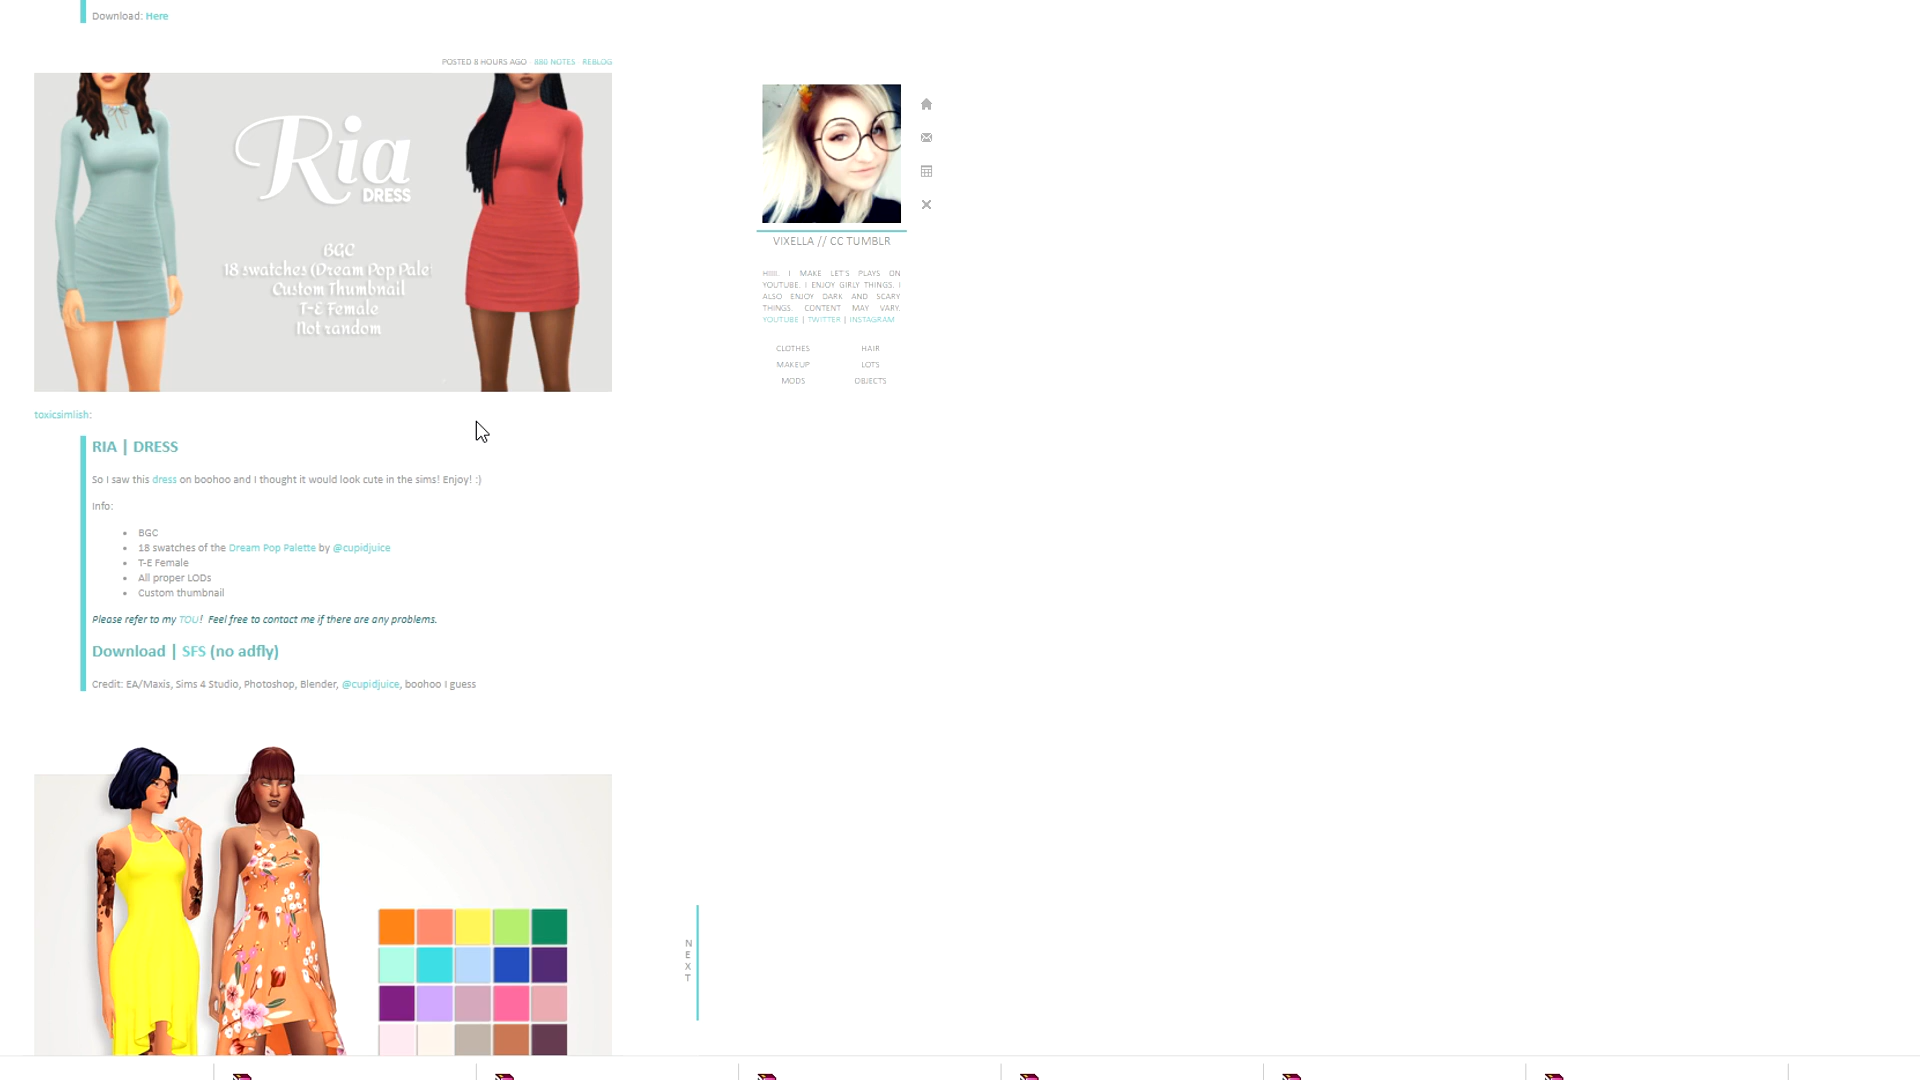 Download: Here
POSTED 8 HOURS AGO 880 NOTES REBLOG
Ria
DRESS
BGC
18 swatches (Dream Pop Pale
Custom Thumbnail
T-E Female
Not random
toxicsimlish:
RIA | DRESS
So I saw this dress on boohoo and I thought it would look cute in the sims! Enjoy! :)
Info:
• BGC
• 18 swatches of the Dream Pop Palette by @cupidjuice
• T-E Female
• All proper LODs
• Custom thumbnail
Please refer to my TOU! Feel free to contact me if there are any problems.
Download | SFS (no adfly)
Credit: EA/Maxis, Sims 4 Studio, Photoshop, Blender, @cupidjuice, boohoo I guess
VIXELLA // CC TUMBLR
HIIII. I MAKE LET'S PLAYS ON
YOUTUBE. I ENJOY GIRLY THINGS. I
ALSO ENJOY DARK AND SCARY
THINGS. CONTENT MAY VARY.
YOUTUBE | TWITTER | INSTAGRAM
CLOTHES HAIR
MAKEUP LOTS
MODS OBJECTS
NEXT